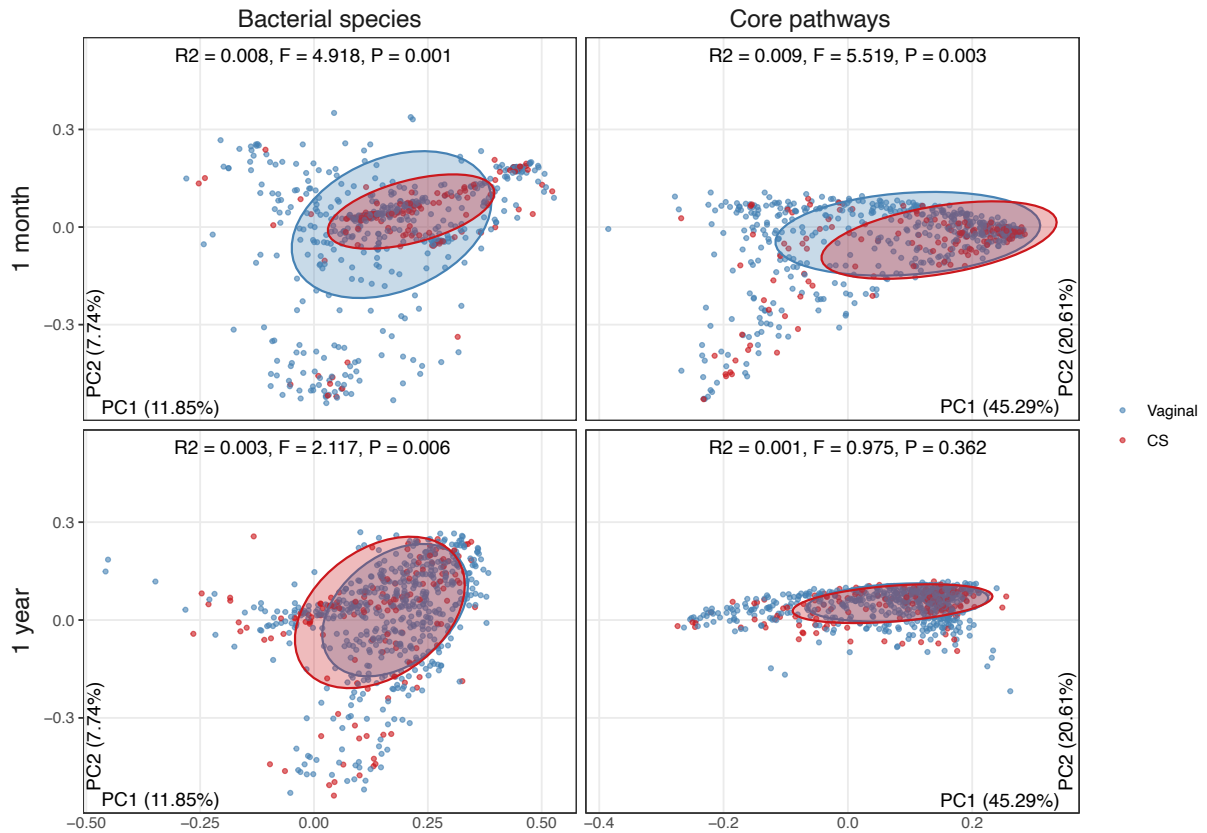 Bacterial species
Core pathways
R2 = 0.008, F = 4.918, P = 0.001
R2 = 0.009, F = 5.519, P = 0.003
1 month
0.3
0.0
−0.3
PC2 (7.74%)
PC1 (11.85%)
PC2 (20.61%)
PC1 (45.29%)
Vaginal
CS
R2 = 0.003, F = 2.117, P = 0.006
R2 = 0.001, F = 0.975, P = 0.362
1 year
0.3
0.0
−0.3
PC2 (7.74%)
PC1 (11.85%)
PC2 (20.61%)
PC1 (45.29%)
−0.50 −0.25 0.00 0.25 0.50
−0.4 −0.2 0.0 0.2